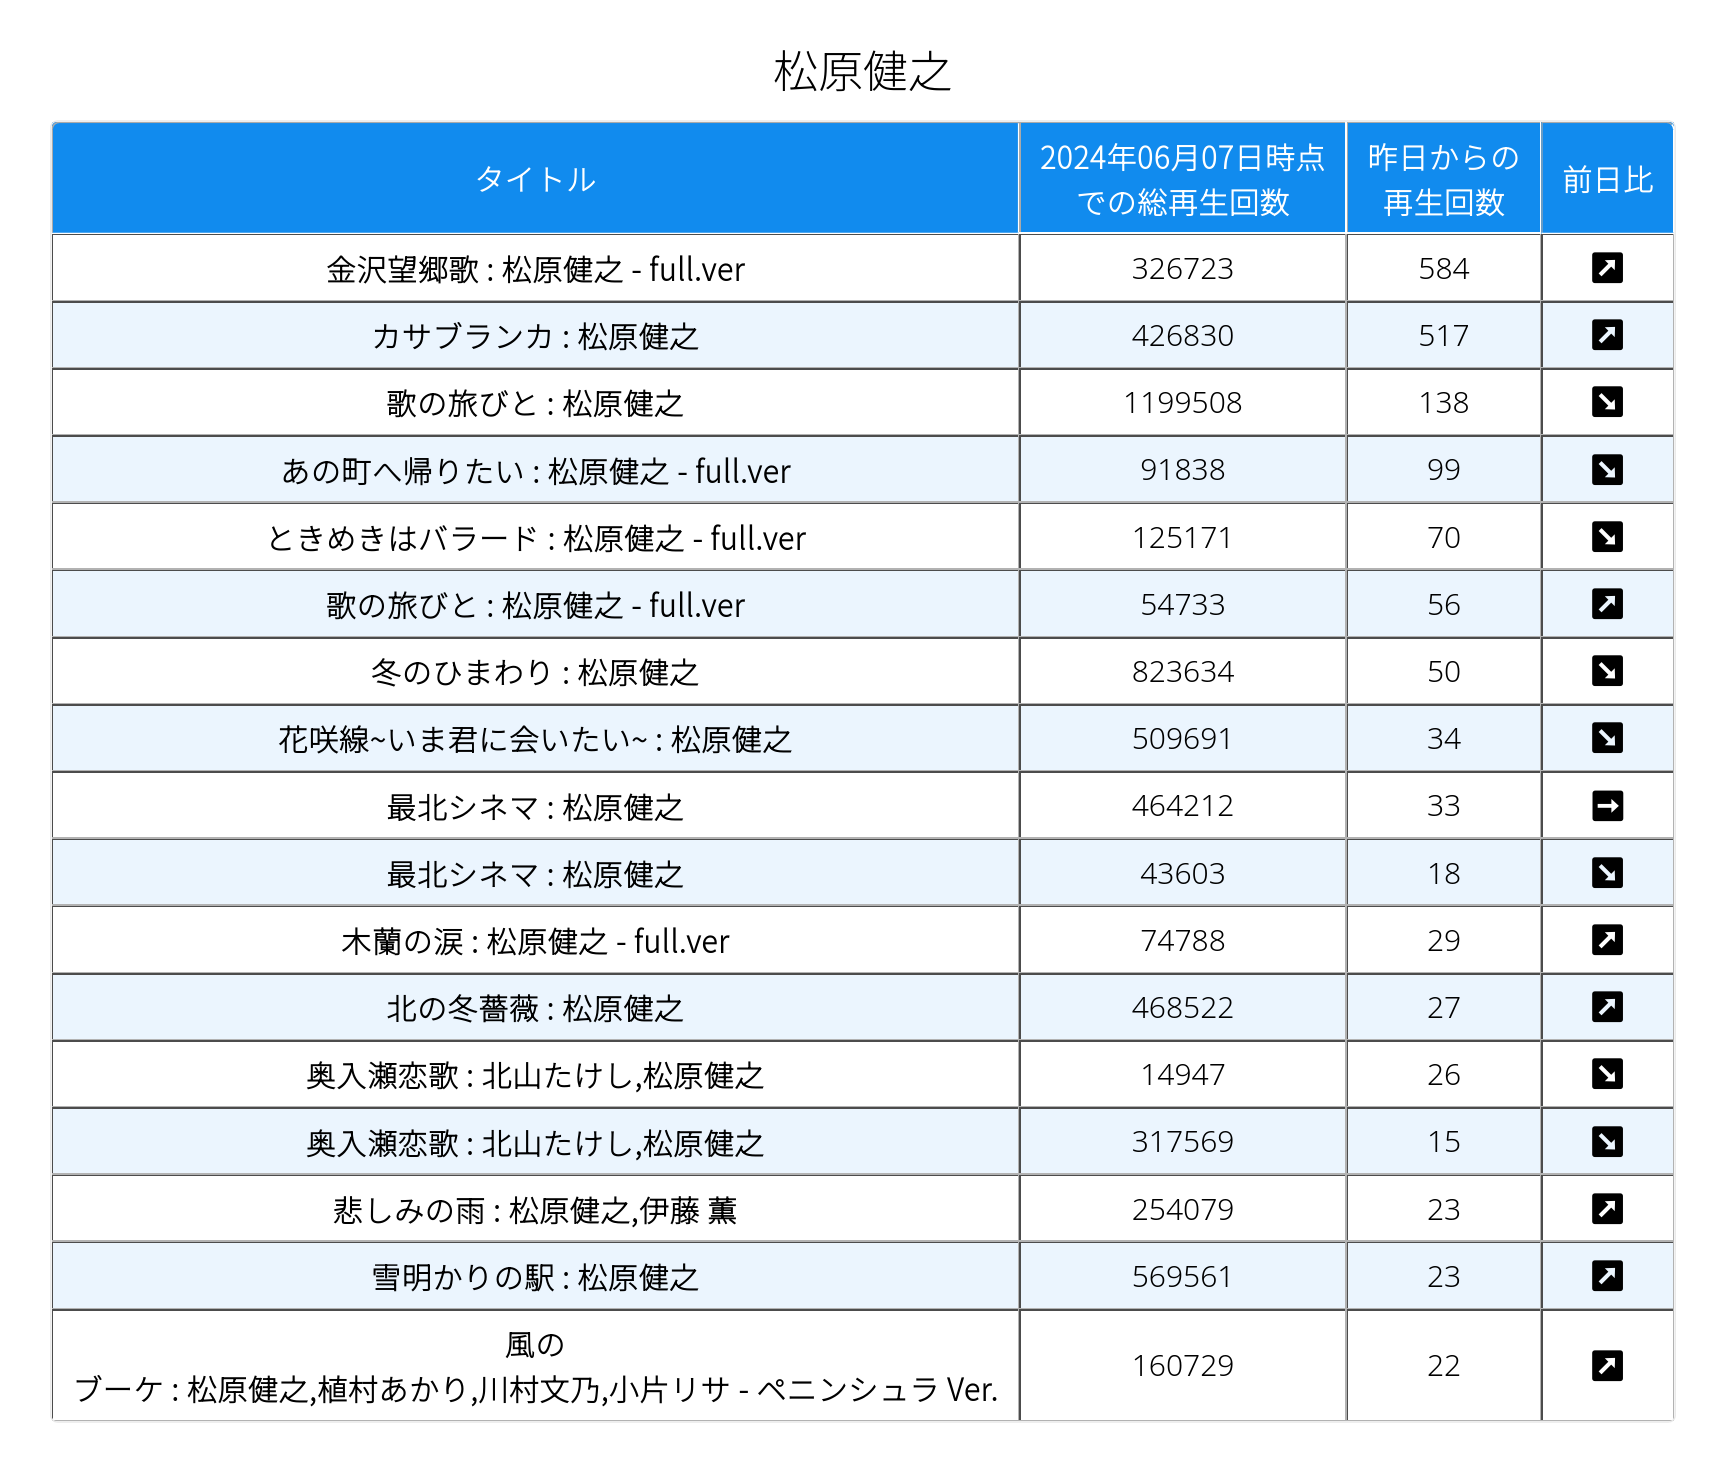 松原健之
タイトル 2024年06月07日時点での総再生回数 昨日からの再生回数 前日比
金沢望郷歌 : 松原健之 - full.ver 326723 584
カサブランカ : 松原健之 426830 517
歌の旅びと : 松原健之 1199508 138
あの町へ帰りたい : 松原健之 - full.ver 91838 99
ときめきはバラード : 松原健之 - full.ver 125171 70
歌の旅びと : 松原健之 - full.ver 54733 56
冬のひまわり : 松原健之 823634 50
花咲線~いま君に会いたい~ : 松原健之 509691 34
最北シネマ : 松原健之 464212 33
最北シネマ : 松原健之 43603 18
木蘭の涙 : 松原健之 - full.ver 74788 29
北の冬薔薇 : 松原健之 468522 27
奥入瀬恋歌 : 北山たけし,松原健之 14947 26
奥入瀬恋歌 : 北山たけし,松原健之 317569 15
悲しみの雨 : 松原健之,伊藤 薫 254079 23
雪明かりの駅 : 松原健之 569561 23
風の
ブーケ : 松原健之,植村あかり,川村文乃,小片リサ - ペニンシュラ Ver. 160729 22